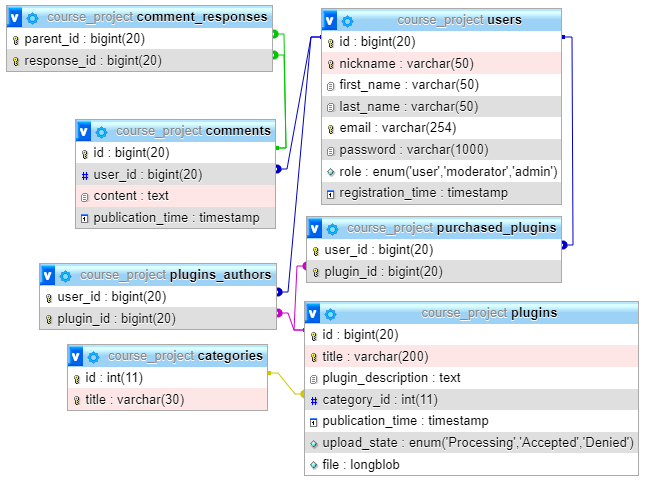 course_project comment_responses
parent_id : bigint(20)
response_id : bigint(20)
course_project users
id : bigint(20)
nickname : varchar(50)
first_name : varchar(50)
last_name : varchar(50)
email : varchar(254)
password : varchar(1000)
role : enum('user','moderator','admin')
registration_time : timestamp
course_project comments
id : bigint(20)
user_id : bigint(20)
content : text
publication_time : timestamp
course_project purchased_plugins
user_id : bigint(20)
plugin_id : bigint(20)
course_project plugins_authors
user_id : bigint(20)
plugin_id : bigint(20)
course_project plugins
id : bigint(20)
title : varchar(200)
plugin_description : text
category_id : int(11)
publication_time : timestamp
upload_state : enum('Processing','Accepted','Denied')
file : longblob
course_project categories
id : int(11)
title : varchar(30)